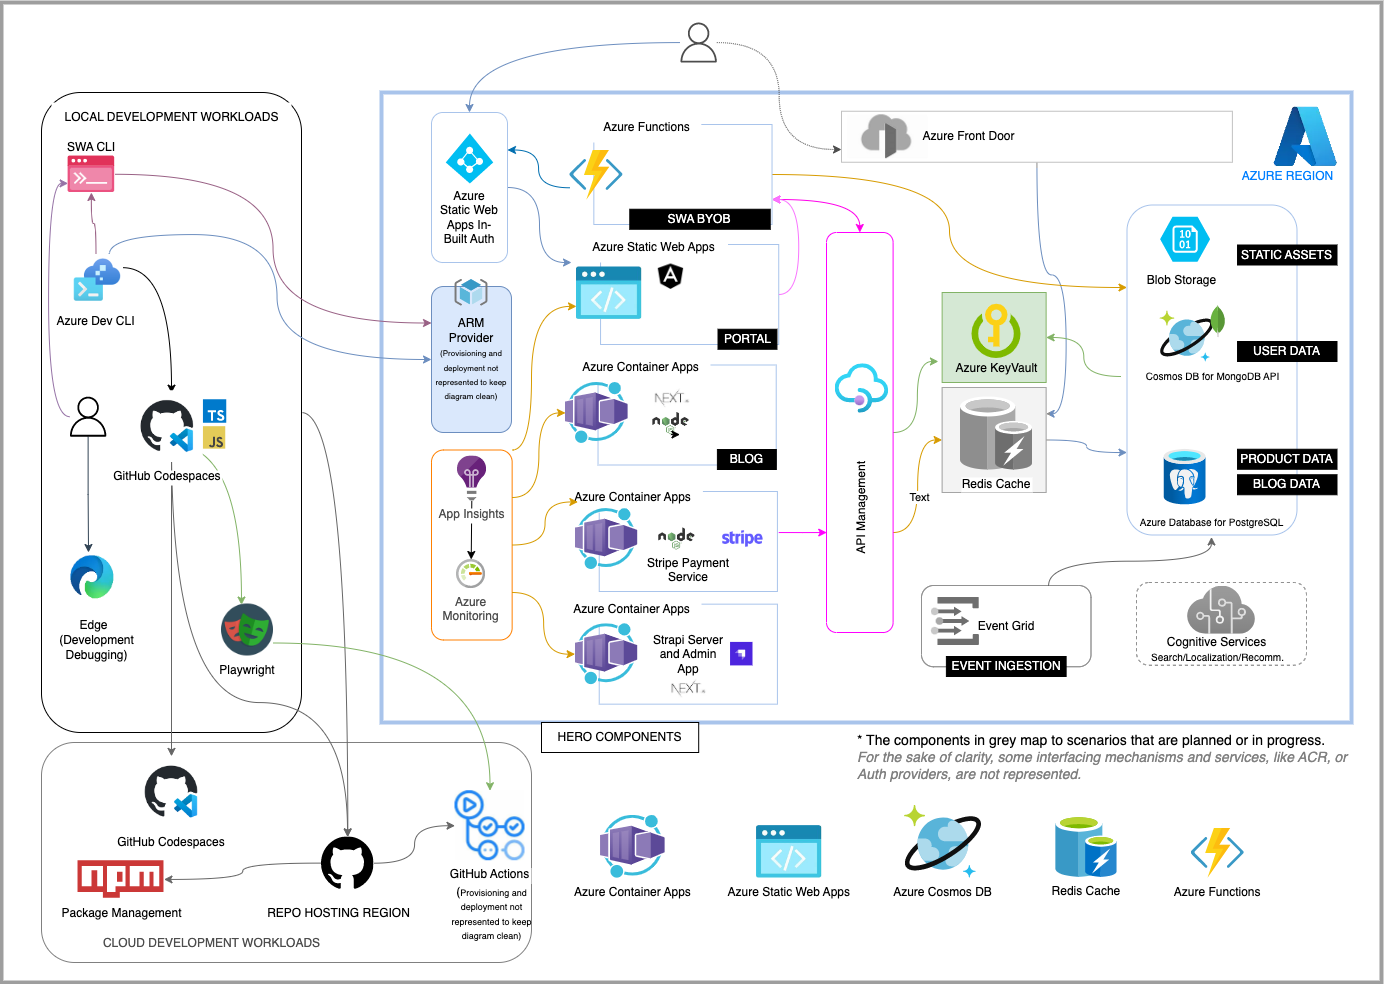 LOCAL DEVELOPMENT WORKLOADS
SWA CLI
Azure Dev CLI
TS
JS
GitHub Codespaces
Edge
(Development
Debugging)
Playwright
Azure
Static Web
Apps In-
Built Auth
ARM
Provider
(Provisioning and
deployment not
represented to keep
diagram clean)
App Insights
Azure
Monitoring
Azure Functions
SWA BYOB
Azure Static Web Apps
PORTAL
Azure Container Apps
NEXT.JS
node
JS
BLOG
Azure Container Apps
node
JS
stripe
Stripe Payment
Service
Azure Container Apps
Strapi Server
and Admin
App
NEXT.JS
API Management
Text
Azure Front Door
AZURE REGION
Azure KeyVault
Redis Cache
10
01
Blob Storage
STATIC ASSETS
USER DATA
Cosmos DB for MongoDB API
PRODUCT DATA
BLOG DATA
Azure Database for PostgreSQL
Event Grid
EVENT INGESTION
Cognitive Services
Search/Localization/Recomm.
HERO COMPONENTS
* The components in grey map to scenarios that are planned or in progress.
For the sake of clarity, some interfacing mechanisms and services, like ACR, or
Auth providers, are not represented.
GitHub Codespaces
npm
Package Management
REPO HOSTING REGION
GitHub Actions
(Provisioning and
deployment not
represented to keep
diagram clean)
CLOUD DEVELOPMENT WORKLOADS
Azure Container Apps
Azure Static Web Apps
Azure Cosmos DB
Redis Cache
Azure Functions